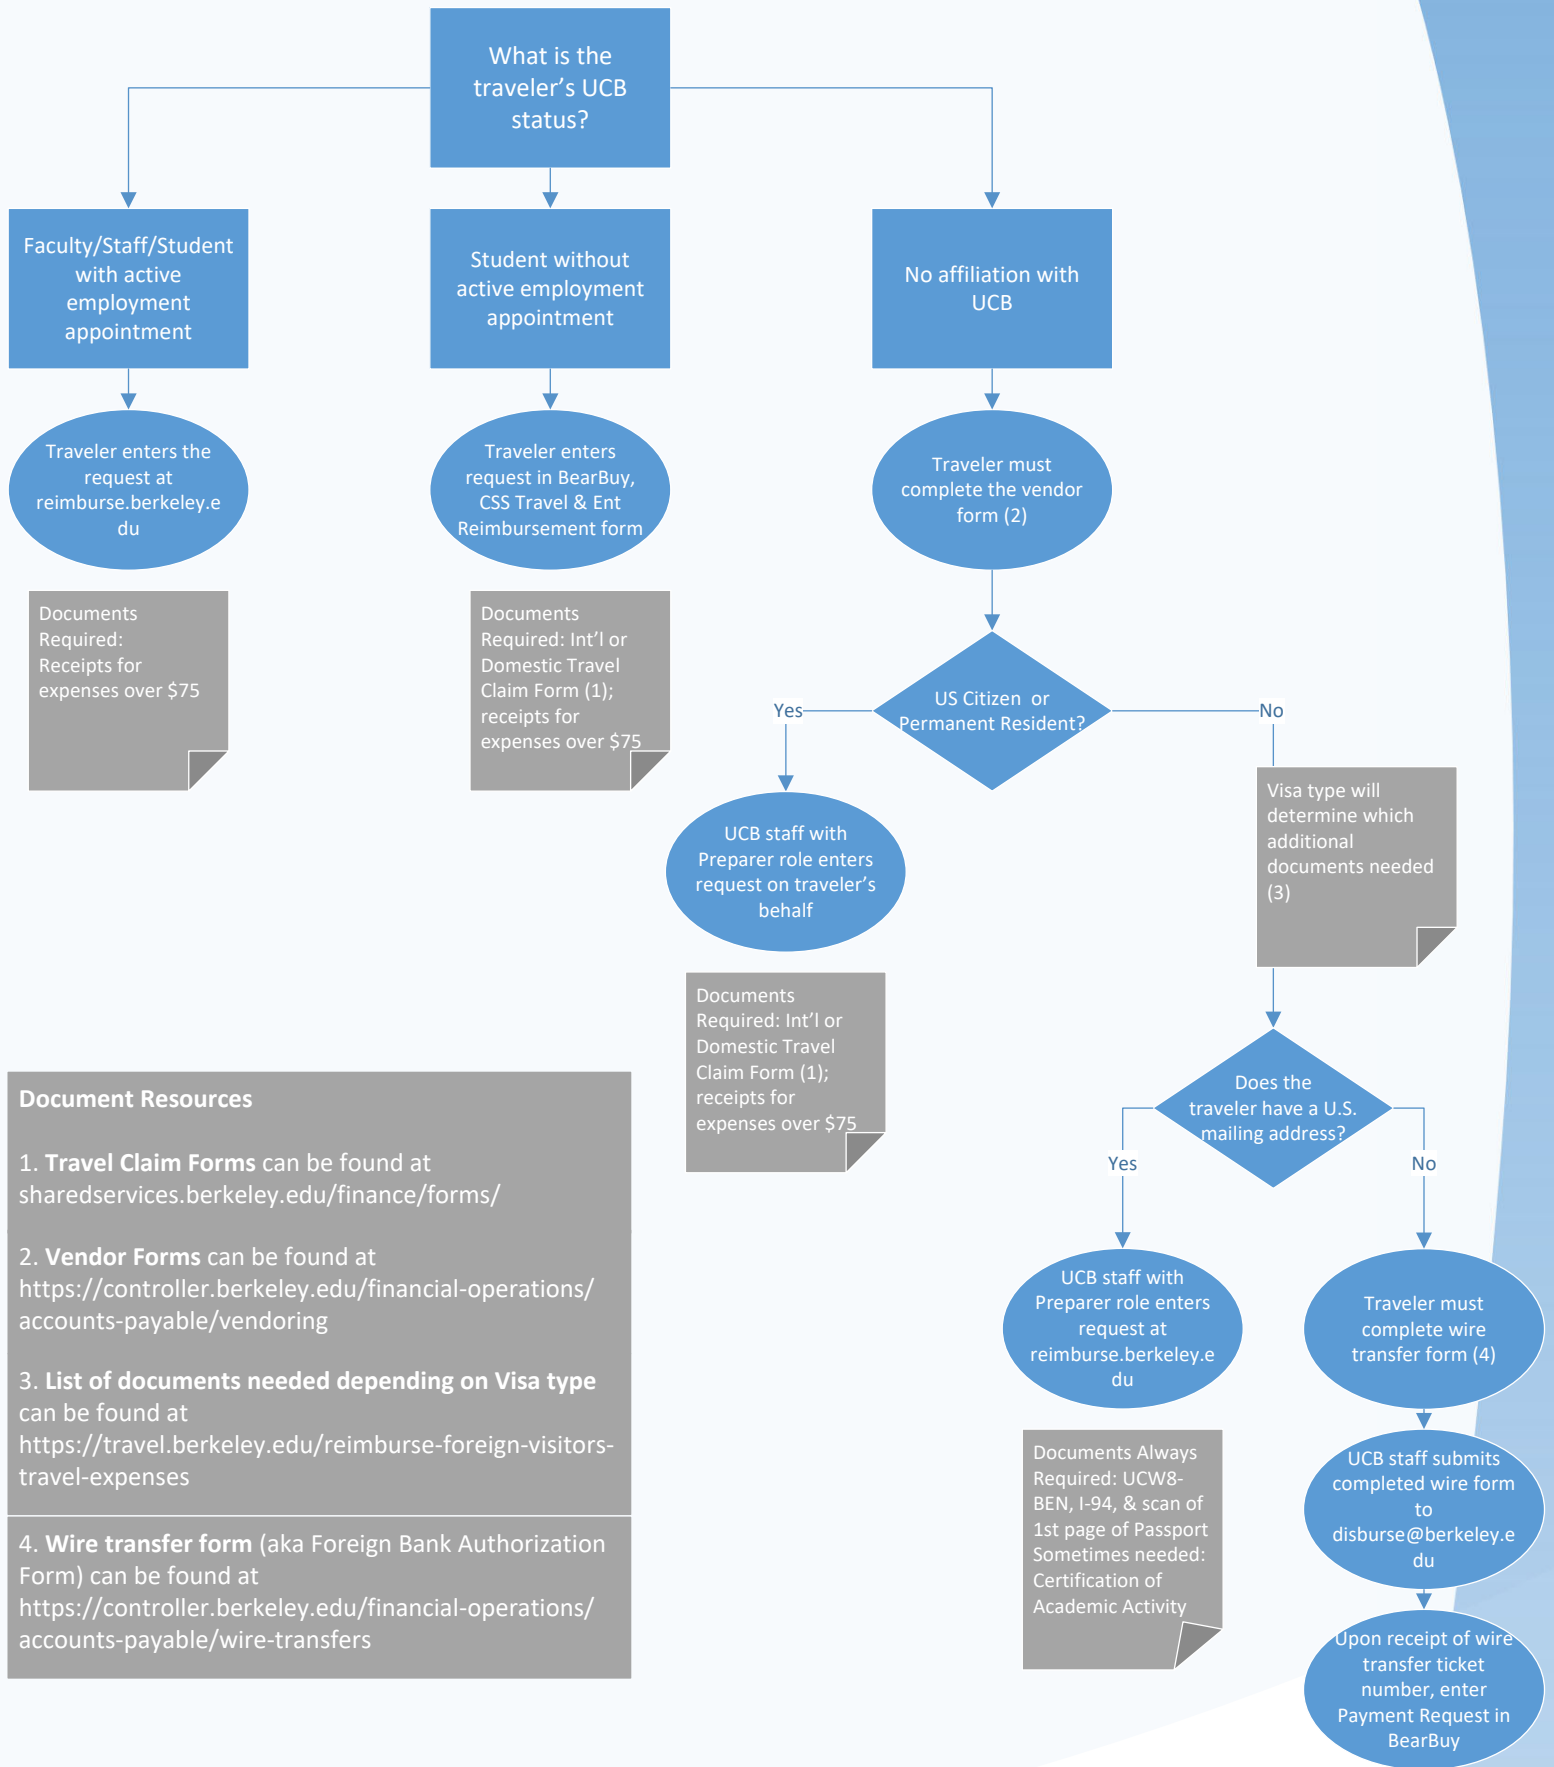 What is the
traveler’s UCB
status?
Faculty/Staff/Student
with active
employment
appointment
Student without
active employment
appointment
No affiliation with
UCB
Traveler enters the
request at
reimburse.berkeley.e
du
Traveler enters
request in BearBuy,
CSS Travel & Ent
Reimbursement form
Traveler must
complete the vendor
form (2)
Documents
Required:
Receipts for
expenses over $75
Documents
Required: Int’l or
Domestic Travel
Claim Form (1);
receipts for
expenses over $75
US Citizen or
Permanent Resident?
Yes
No
UCB staff with
Preparer role enters
request on traveler’s
behalf
Visa type will
determine which
additional
documents needed
(3)
Documents
Required: Int’l or
Domestic Travel
Claim Form (1);
receipts for
expenses over $75
Does the
traveler have a U.S.
mailing address?
Yes
No
UCB staff with
Preparer role enters
request at
reimburse.berkeley.e
du
Traveler must
complete wire
transfer form (4)
Documents Always
Required: UCW8-
BEN, I-94, & scan of
1st page of Passport
Sometimes needed:
Certification of
Academic Activity
UCB staff submits
completed wire form
to
disburse@berkeley.e
du
Upon receipt of wire
transfer ticket
number, enter
Payment Request in
BearBuy
Document Resources
1. Travel Claim Forms can be found at
sharedservices.berkeley.edu/finance/forms/
2. Vendor Forms can be found at
https://controller.berkeley.edu/financial-operations/
accounts-payable/vendoring
3. List of documents needed depending on Visa type
can be found at
https://travel.berkeley.edu/reimburse-foreign-visitors-
travel-expenses
4. Wire transfer form (aka Foreign Bank Authorization
Form) can be found at
https://controller.berkeley.edu/financial-operations/
accounts-payable/wire-transfers